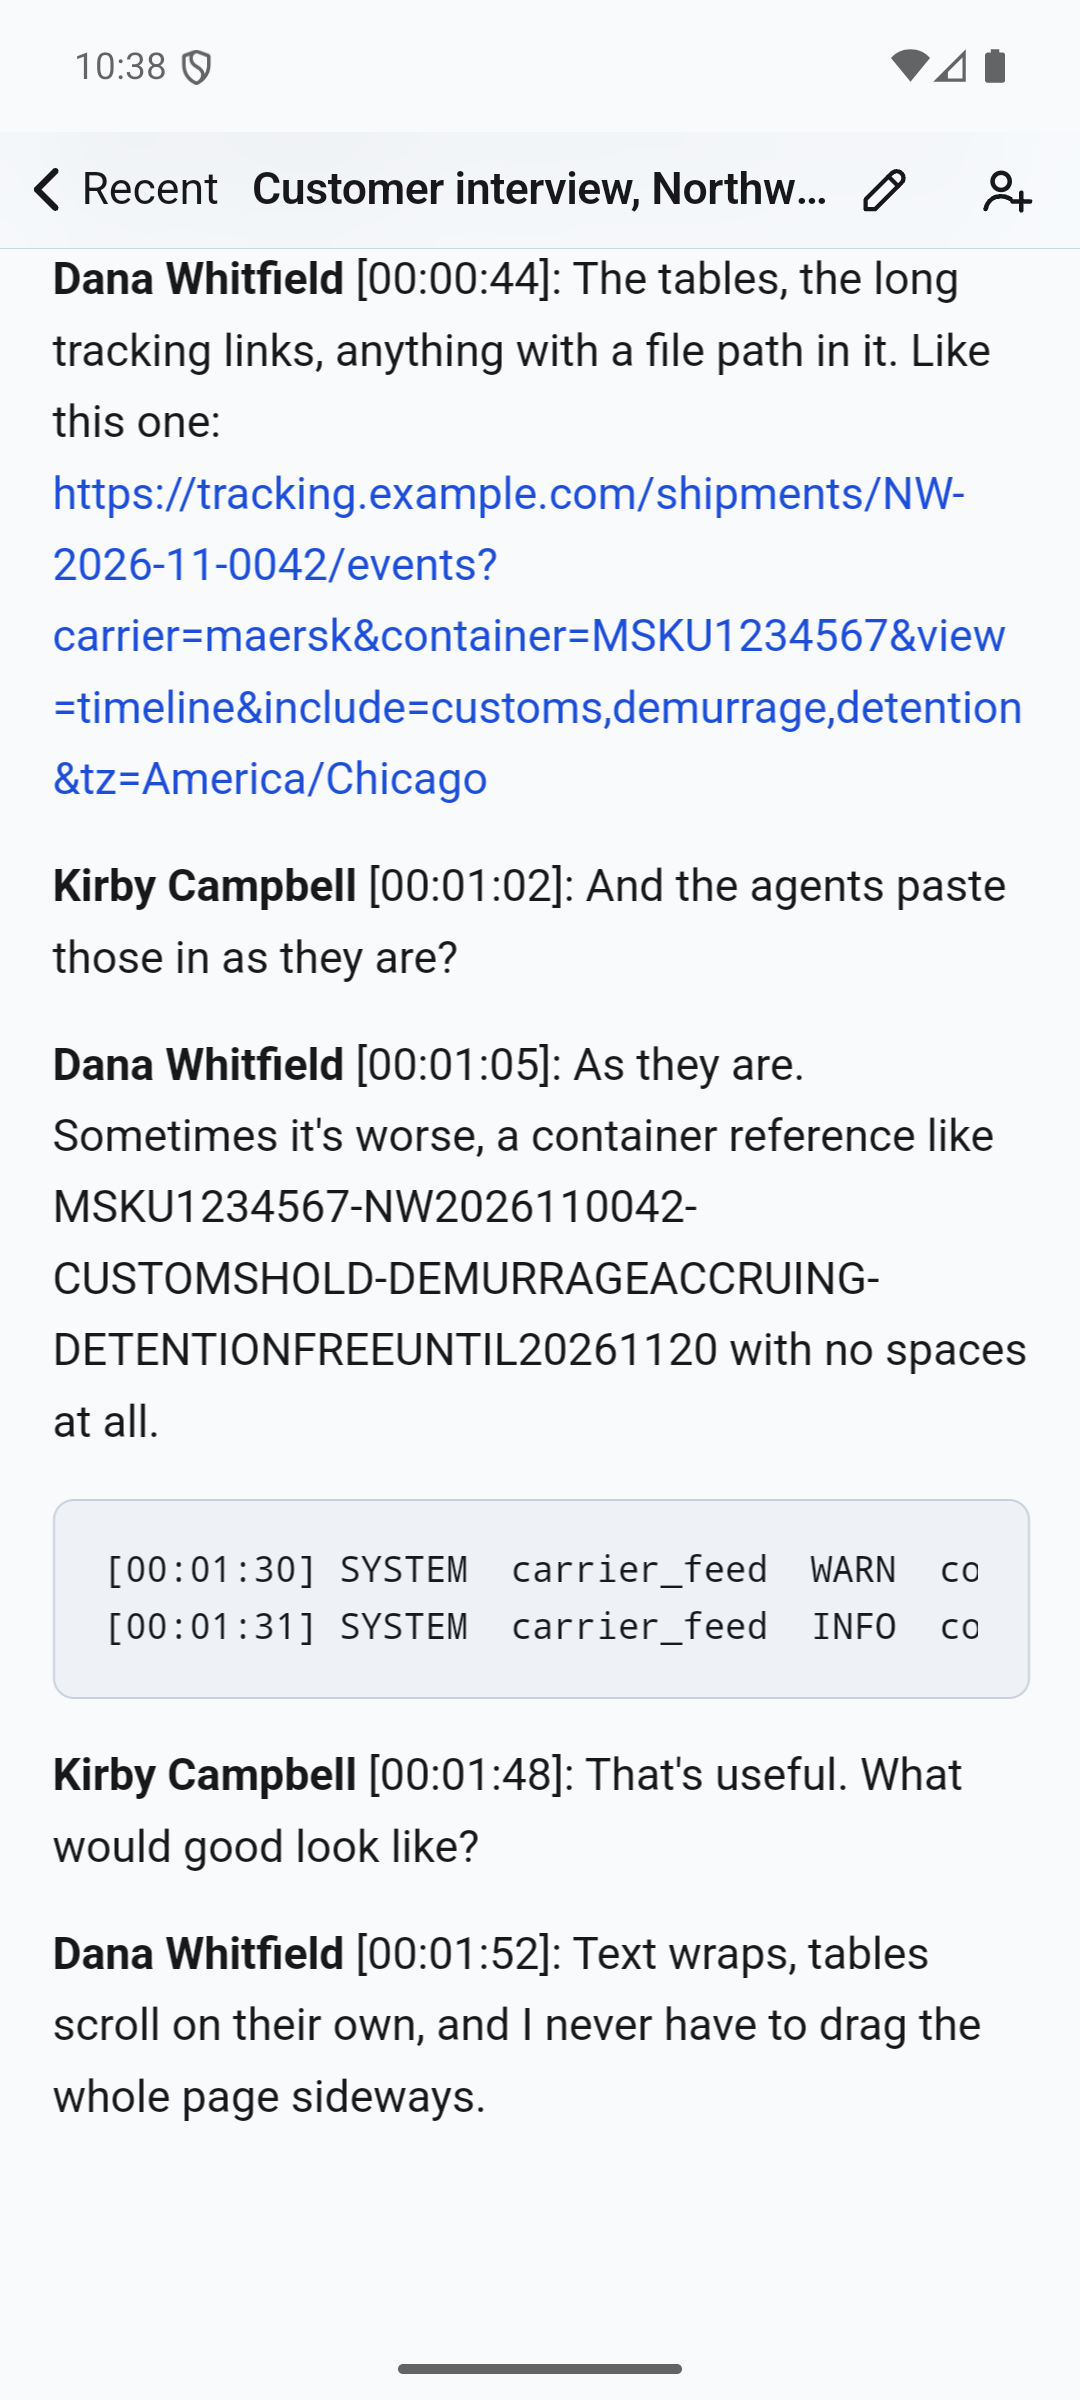 10:38
Recent Customer interview, Northw...
Dana Whitfield [00:00:44]: The tables, the long
tracking links, anything with a file path in it. Like
this one:
https://tracking.example.com/shipments/NW-
2026-11-0042/events?
carrier=maersk&container=MSKU1234567&view
=timeline&include=customs,demurrage,detention
&tz=America/Chicago
Kirby Campbell [00:01:02]: And the agents paste
those in as they are?
Dana Whitfield [00:01:05]: As they are.
Sometimes it's worse, a container reference like
MSKU1234567-NW2026110042-
CUSTOMSHOLD-DEMURRAGEACCRUING-
DETENTIONFREEUNTIL20261120 with no spaces
at all.
[00:01:30] SYSTEM  carrier_feed  WARN  co
[00:01:31] SYSTEM  carrier_feed  INFO  co
Kirby Campbell [00:01:48]: That's useful. What
would good look like?
Dana Whitfield [00:01:52]: Text wraps, tables
scroll on their own, and I never have to drag the
whole page sideways.